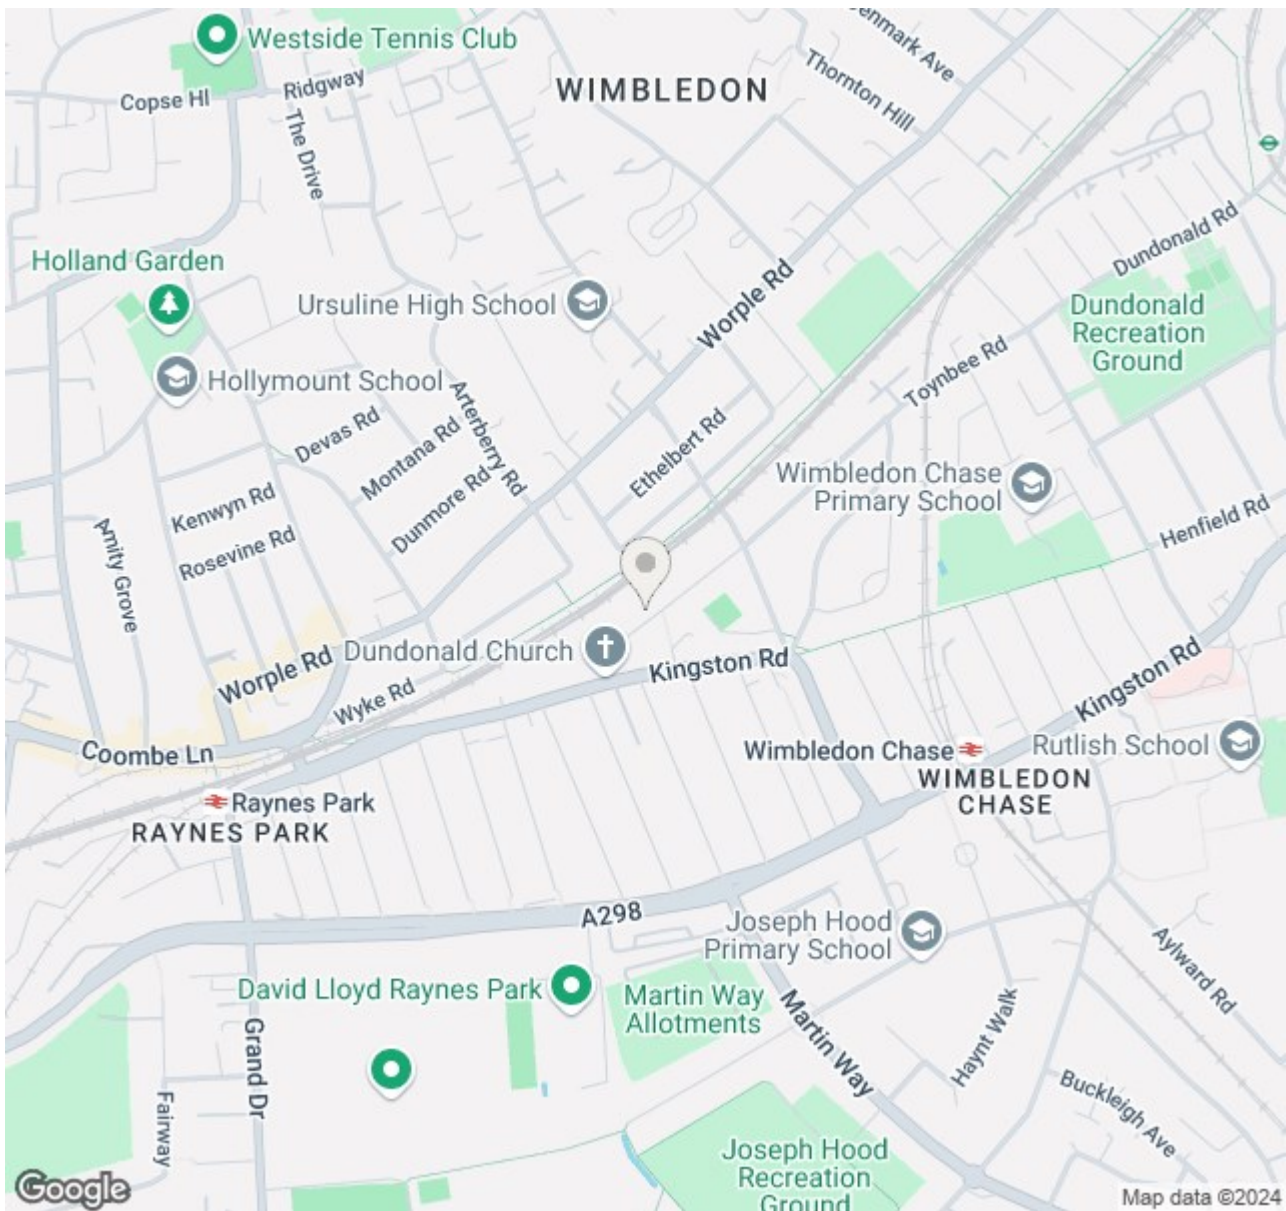 Westside Tennis Club
Copse Hl
Ridgway
The Drive
WIMBLEDON
Denmark Ave
Thornton Hill
Holland Garden
Ursuline High School
Worple Rd
Dundonald Rd
Dundonald
Recreation
Ground
Hollymount School
Toynbee Rd
Devas Rd
Montana Rd
Arterberry Rd
Ethelbert Rd
Wimbledon Chase
Primary School
Kenwyn Rd
Dunmore Rd
Henfield Rd
Amity Grove
Rosevine Rd
Dundonald Church
Kingston Rd
Worple Rd
Wyke Rd
Kingston Rd
Coombe Ln
Wimbledon Chase
Rutlish School
WIMBLEDON
CHASE
Raynes Park
RAYNES PARK
A298
Joseph Hood
Primary School
Aylward Rd
David Lloyd Raynes Park
Martin Way
Allotments
Martin Way
Haynt Walk
Grand Dr
Fairway
Buckleigh Ave
Joseph Hood
Recreation
Ground
Google
Map data ©2024